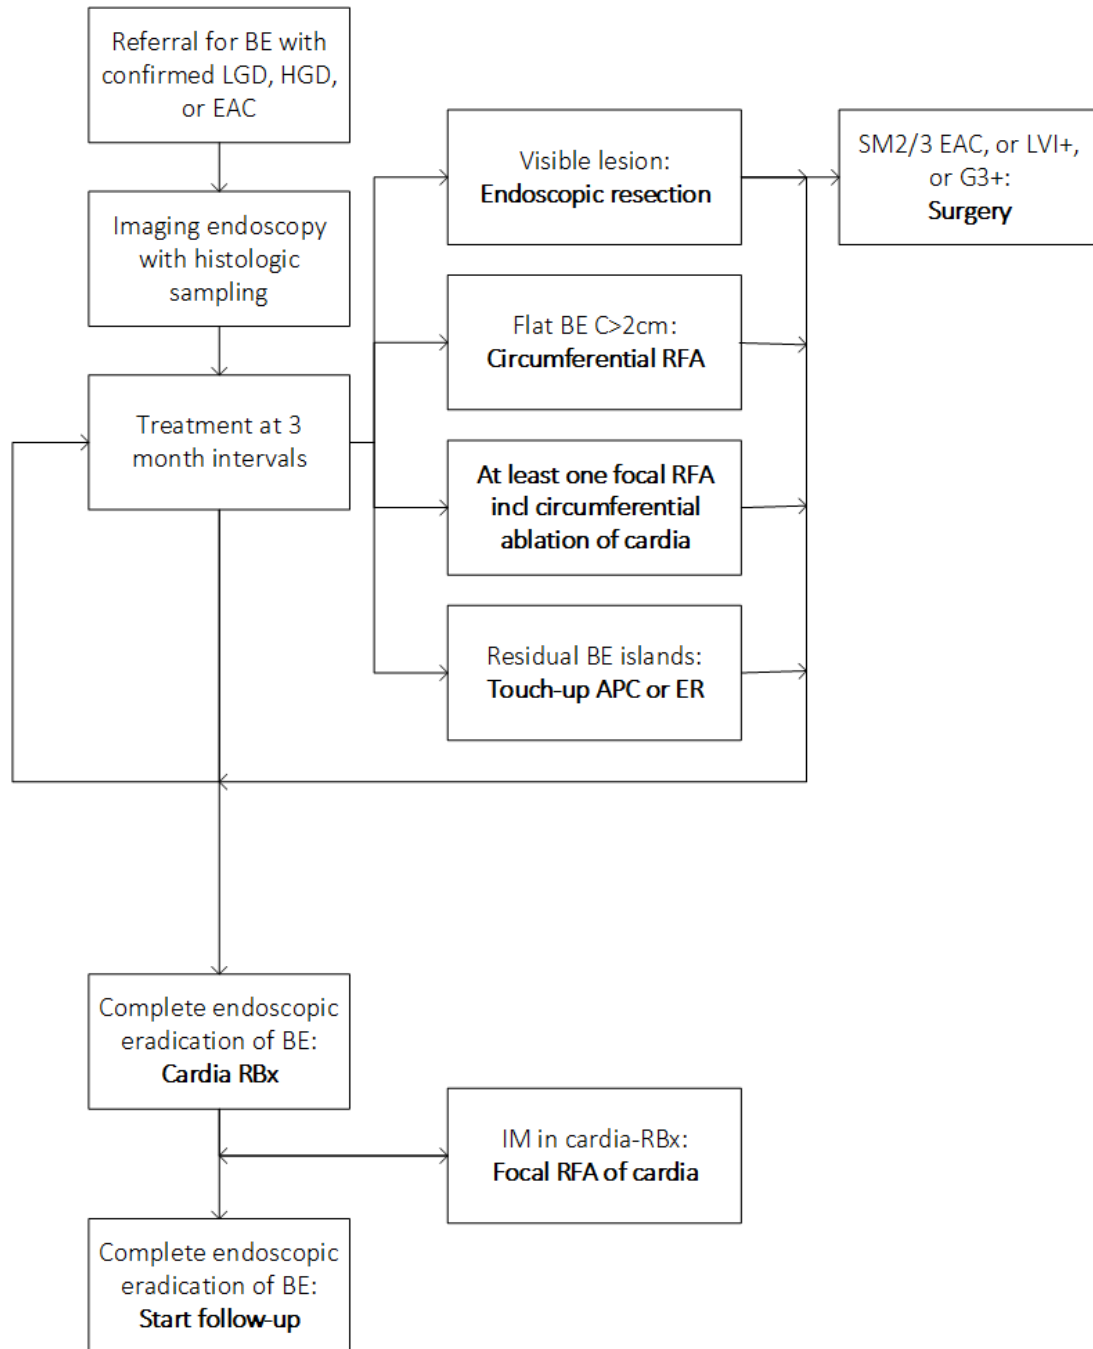 Referral for BE with
confirmed LGD, HGD,
or EAC
Imaging endoscopy
with histologic
sampling
Treatment at 3
month intervals
Visible lesion:
Endoscopic resection
SM2/3 EAC, or LVI+,
or G3+:
Surgery
Flat BE C>2cm:
Circumferential RFA
At least one focal RFA
incl circumferential
ablation of cardia
Residual BE islands:
Touch-up APC or ER
Complete endoscopic
eradication of BE:
Cardia RBx
IM in cardia-RBx:
Focal RFA of cardia
Complete endoscopic
eradication of BE:
Start follow-up